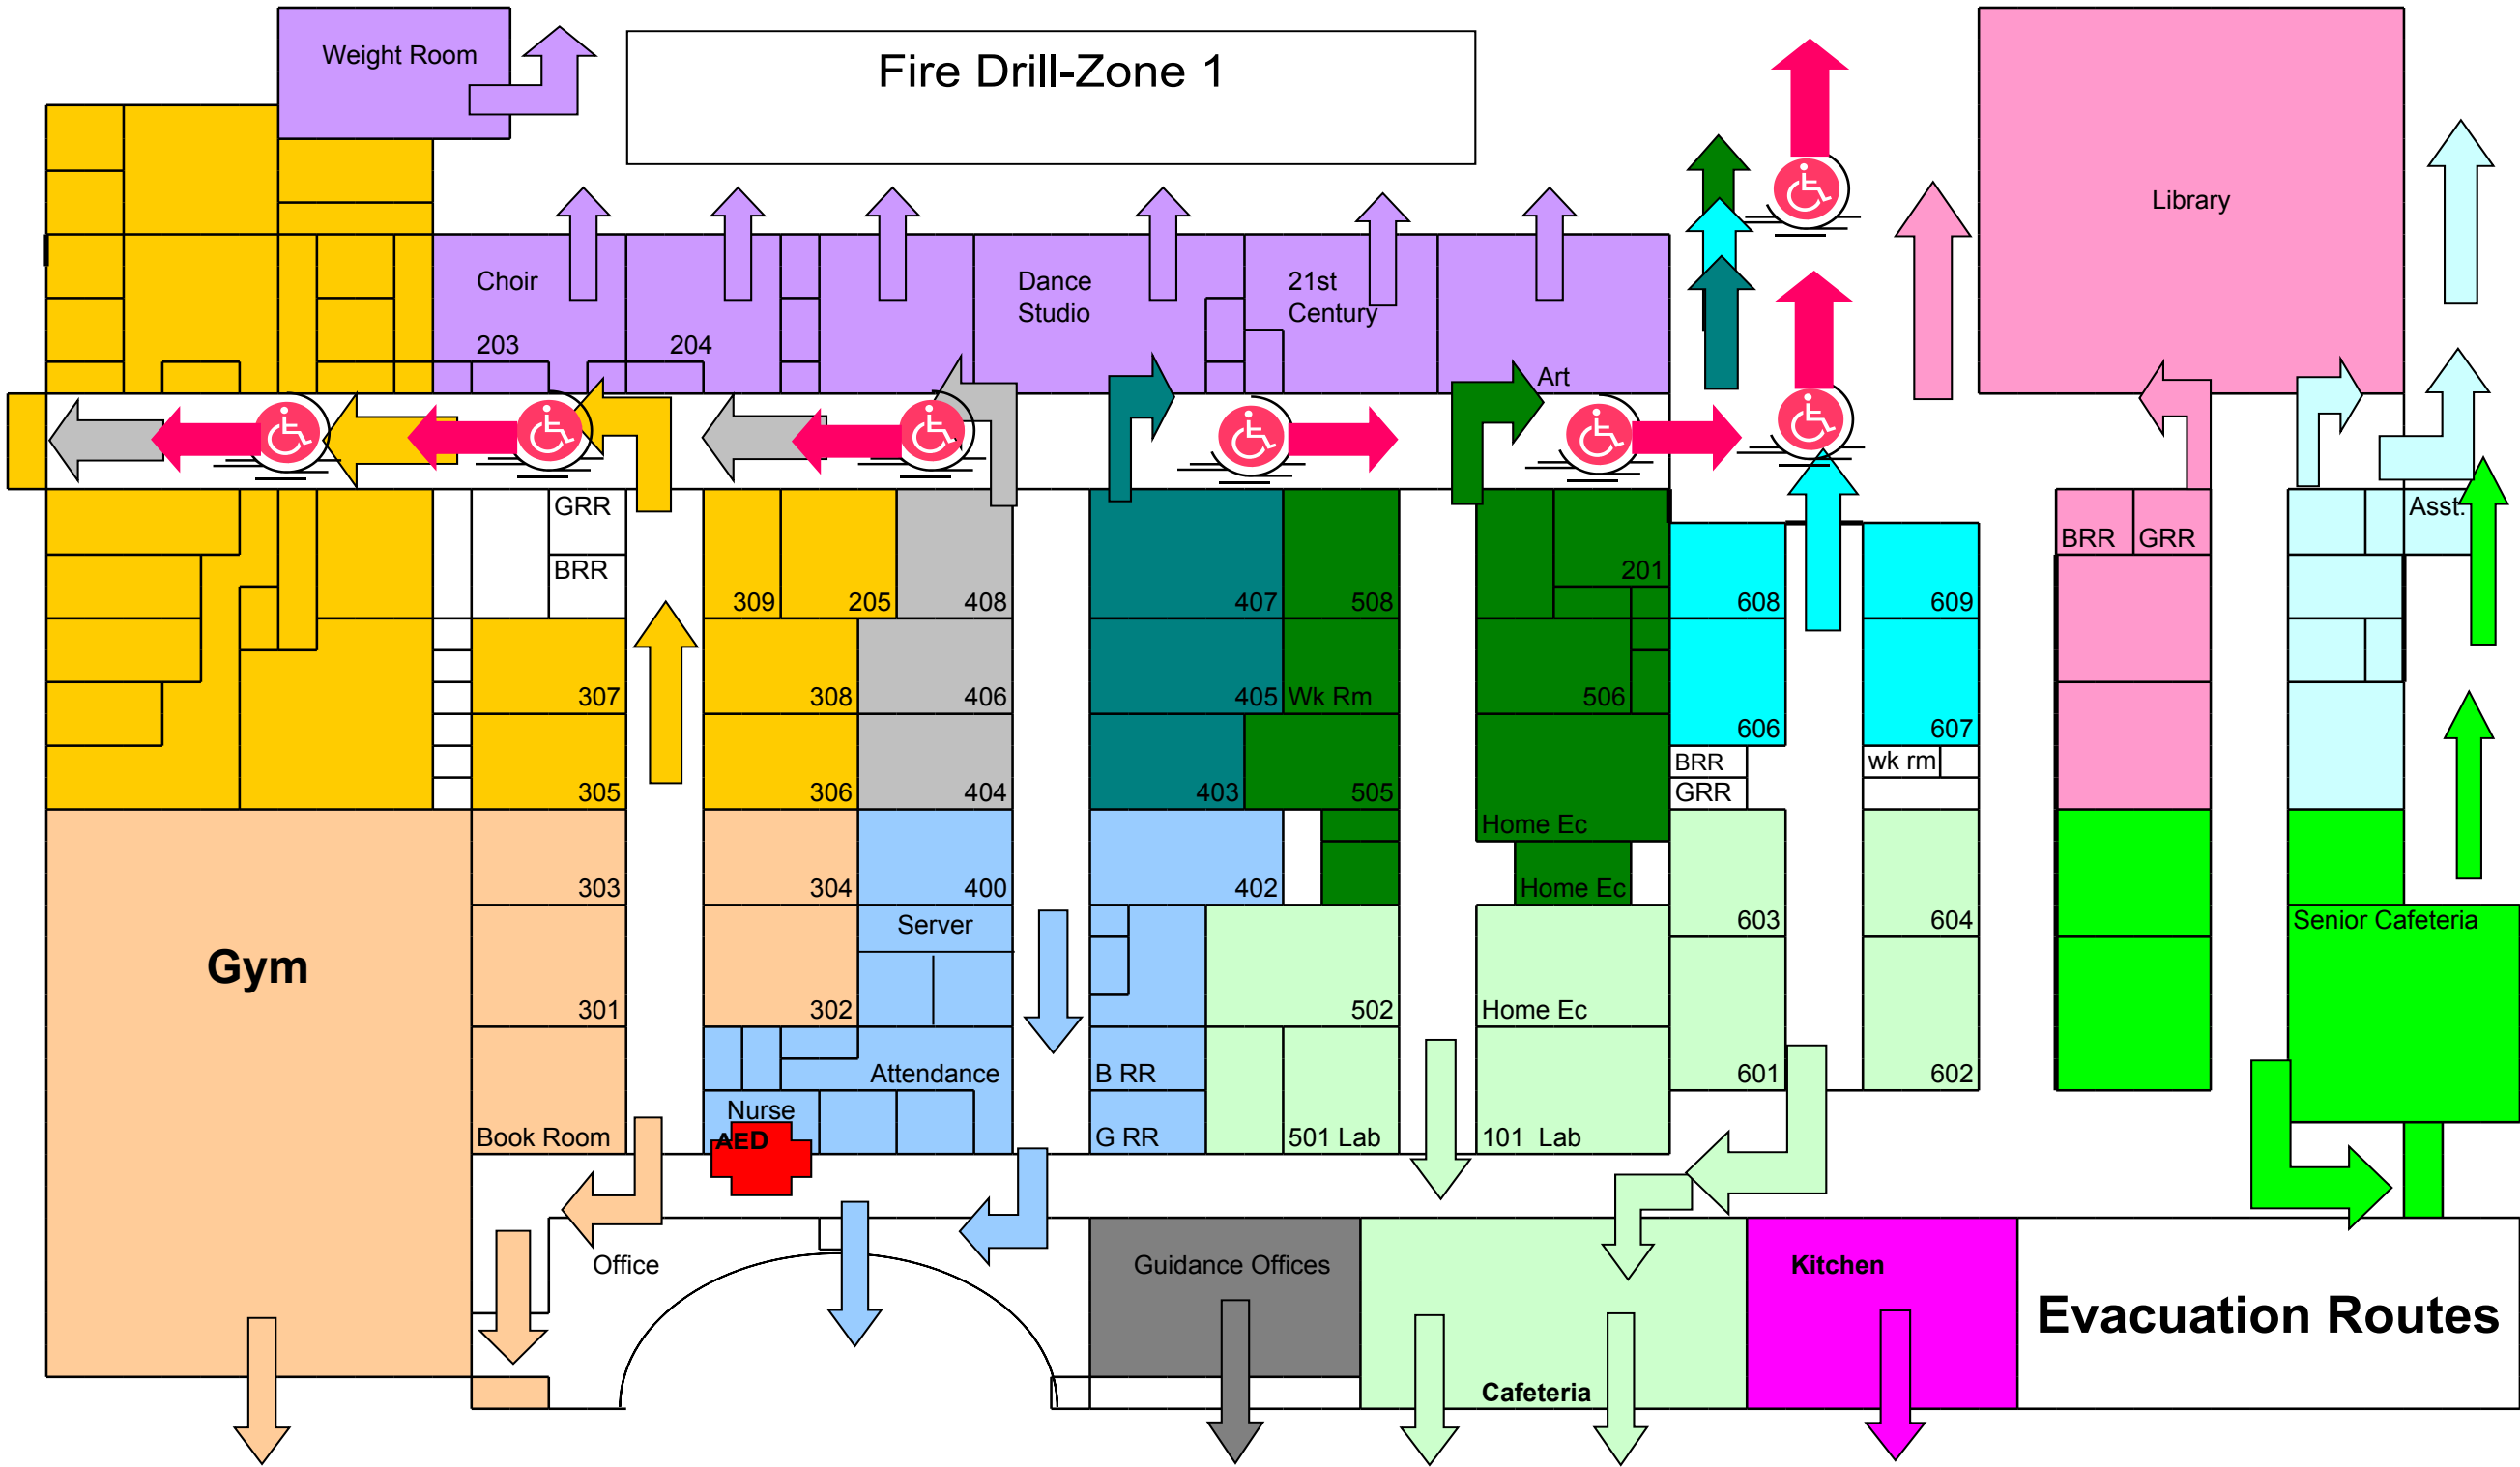 Weight Room
Fire Drill-Zone 1
Library
Choir
Dance
Studio
21st
Century
203
204
Art
GRR
BRR
Asst.
BRR
GRR
309
205
408
407
508
201
608
609
307
308
406
405
Wk Rm
506
606
607
BRR
wk rm
GRR
305
306
404
403
505
Home Ec
303
304
400
402
Home Ec
603
604
Server
Senior Cafeteria
Gym
301
302
502
Home Ec
Attendance
B RR
601
602
Nurse
AED
Book Room
G RR
501 Lab
101 Lab
Office
Guidance Offices
Kitchen
Evacuation Routes
Cafeteria